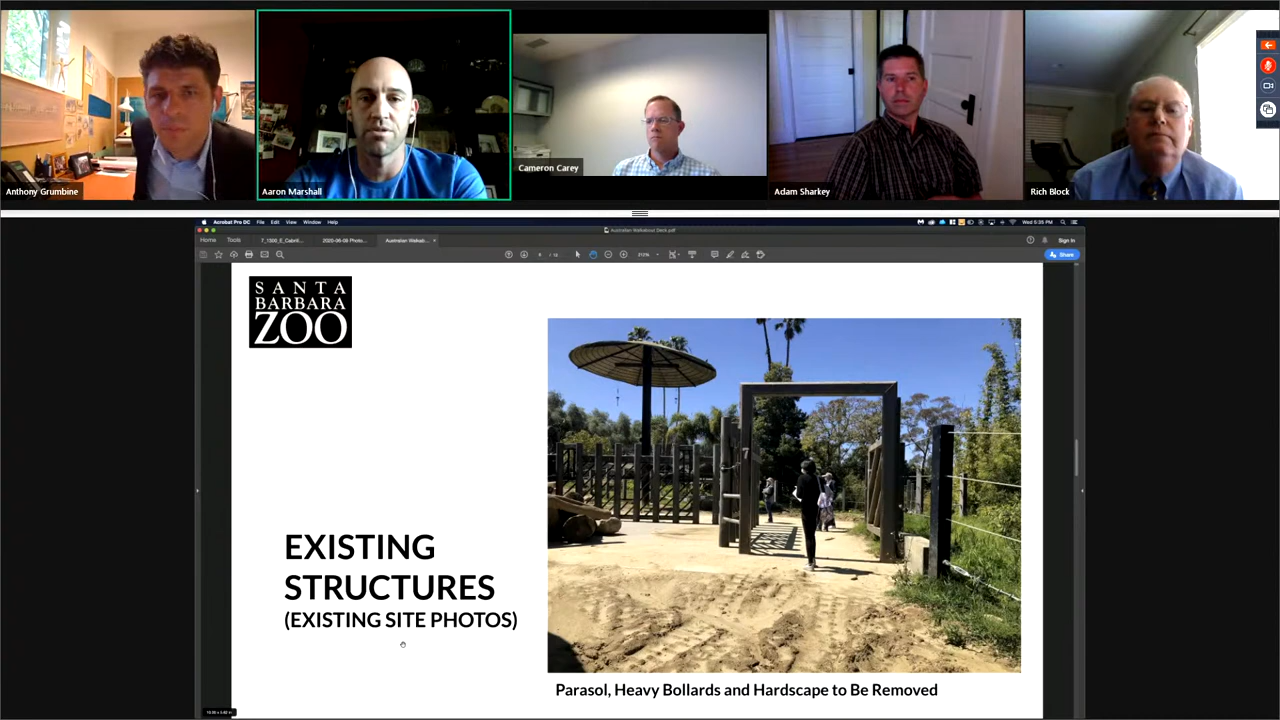 Anthony Grumbine
Aaron Marshall
Cameron Carey
Adam Sharkey
Rich Block
Acrobat Pro DC File Edit View Window Help
Wed 5:35 PM
Australian Walkabout Deck.pdf
Home Tools 7_1300_E_Cabril... 2020-06-09 Photo... Australian Walkab... ×
Sign In
Share
SANTA
BARBARA
ZOO
EXISTING
STRUCTURES
(EXISTING SITE PHOTOS)
Parasol, Heavy Bollards and Hardscape to Be Removed